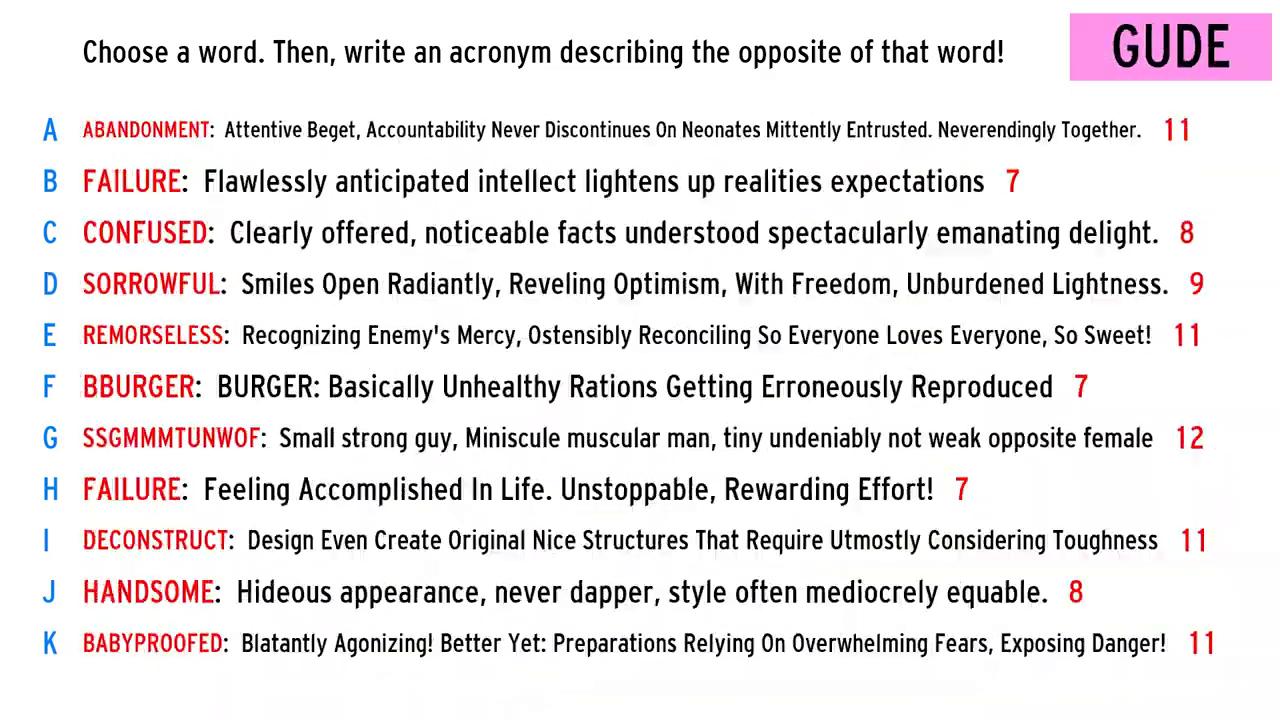 Choose a word. Then, write an acronym describing the opposite of that word!
GUDE
A ABANDONMENT: Attentive Beget, Accountability Never Discontinues On Neonates Mittently Entrusted. Neverendingly Together. 11
B FAILURE: Flawlessly anticipated intellect lightens up realities expectations 7
C CONFUSED: Clearly offered, noticeable facts understood spectacularly emanating delight. 8
D SORROWFUL: Smiles Open Radiantly, Reveling Optimism, With Freedom, Unburdened Lightness. 9
E REMORSELESS: Recognizing Enemy's Mercy, Ostensibly Reconciling So Everyone Loves Everyone, So Sweet! 11
F BBURGER: BURGER: Basically Unhealthy Rations Getting Erroneously Reproduced 7
G SSGMMMTUNWOF: Small strong guy, Miniscule muscular man, tiny undeniably not weak opposite female 12
H FAILURE: Feeling Accomplished In Life. Unstoppable, Rewarding Effort! 7
I DECONSTRUCT: Design Even Create Original Nice Structures That Require Utmostly Considering Toughness 11
J HANDSOME: Hideous appearance, never dapper, style often mediocrely equable. 8
K BABYPROOFED: Blatantly Agonizing! Better Yet: Preparations Relying On Overwhelming Fears, Exposing Danger! 11